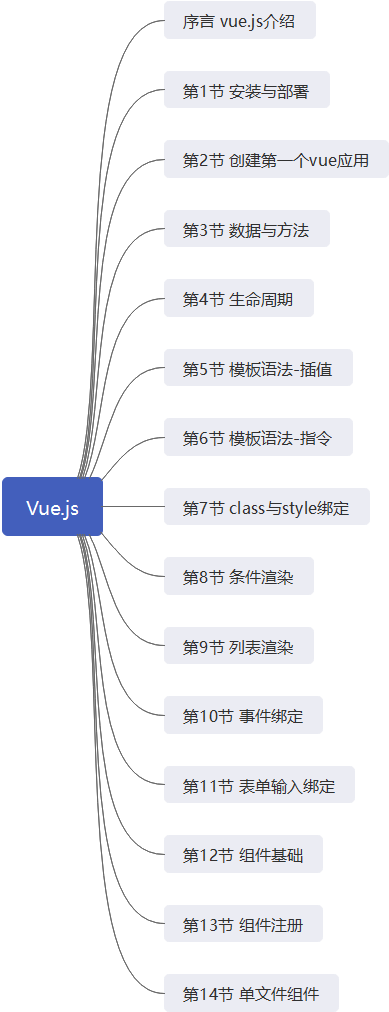 序言 vue.js介绍
第1节 安装与部署
第2节 创建第一个vue应用
第3节 数据与方法
第4节 生命周期
第5节 模板语法-插值
第6节 模板语法-指令
Vue.js
第7节 class与style绑定
第8节 条件渲染
第9节 列表渲染
第10节 事件绑定
第11节 表单输入绑定
第12节 组件基础
第13节 组件注册
第14节 单文件组件